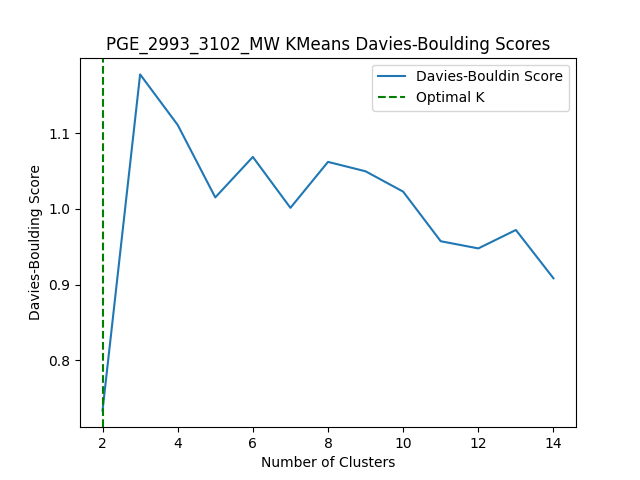 PGE_2993_3102_MW KMeans Davies-Boulding Scores
Davies-Bouldin Score
Optimal K
Davies-Boulding Score
1.1
1.0
0.9
0.8
2 4 6 8 10 12 14
Number of Clusters